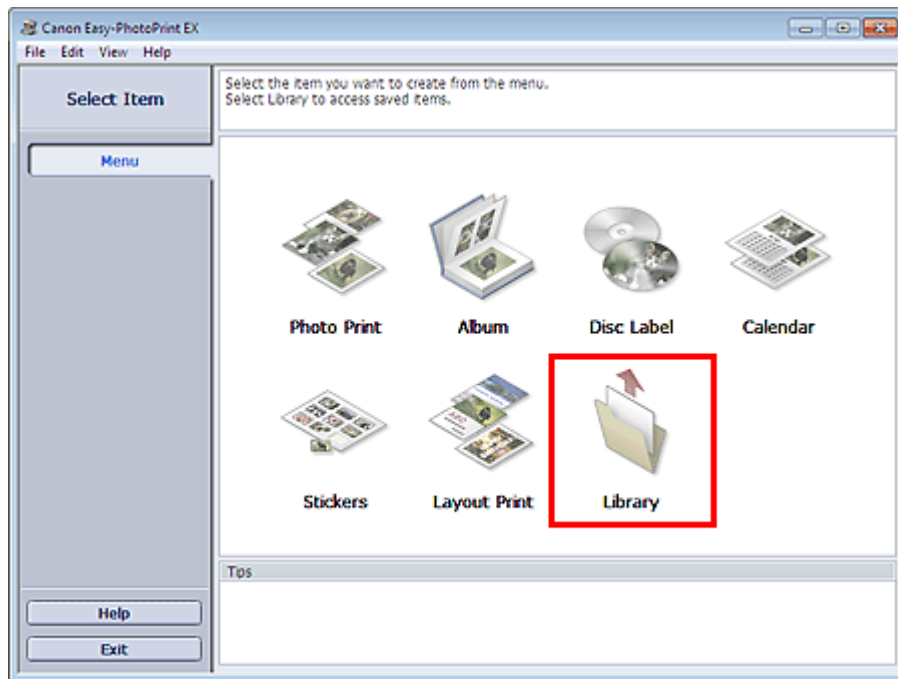 Canon Easy-PhotoPrint EX
File Edit View Help
Select Item
Select the item you want to create from the menu.
Select Library to access saved items.
Menu
Photo Print
Album
Disc Label
Calendar
Stickers
Layout Print
Library
Tips
Help
Exit